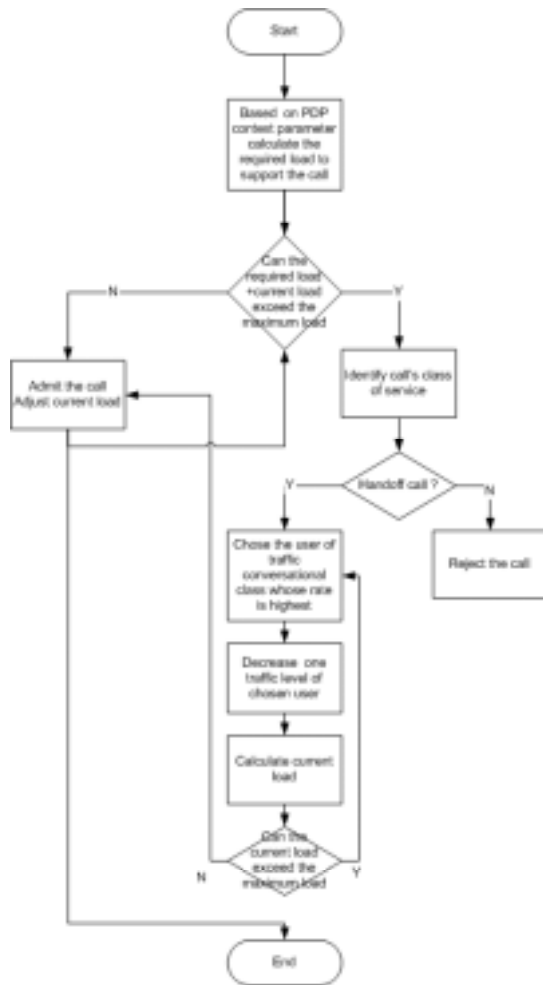 Start
Based on PDP
contest parameter
calculate the
required load to
support the call
Can the
required load
+current load
exceed the
maximum load
N
Y
Admit the call
Adjust current load
Identify call's class
of service
Handoff call ?
Y
N
Chose the user of
traffic
conversational
class whose rate
is highest
Reject the call
Decrease one
traffic level of
chosen user
Calculate current
load
Can the
current load
exceed the
maximum load
N
Y
End